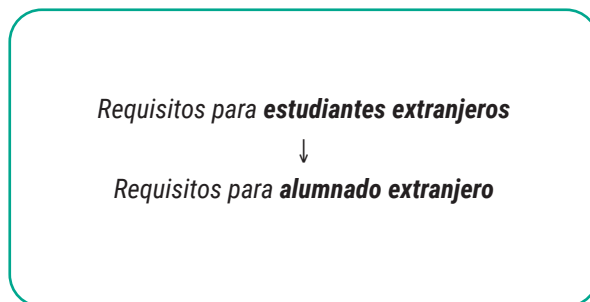 Requisitos para estudiantes extranjeros
↓
Requisitos para alumnado extranjero